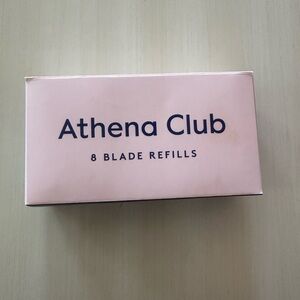 Athena Club
8 BLADE REFILLS